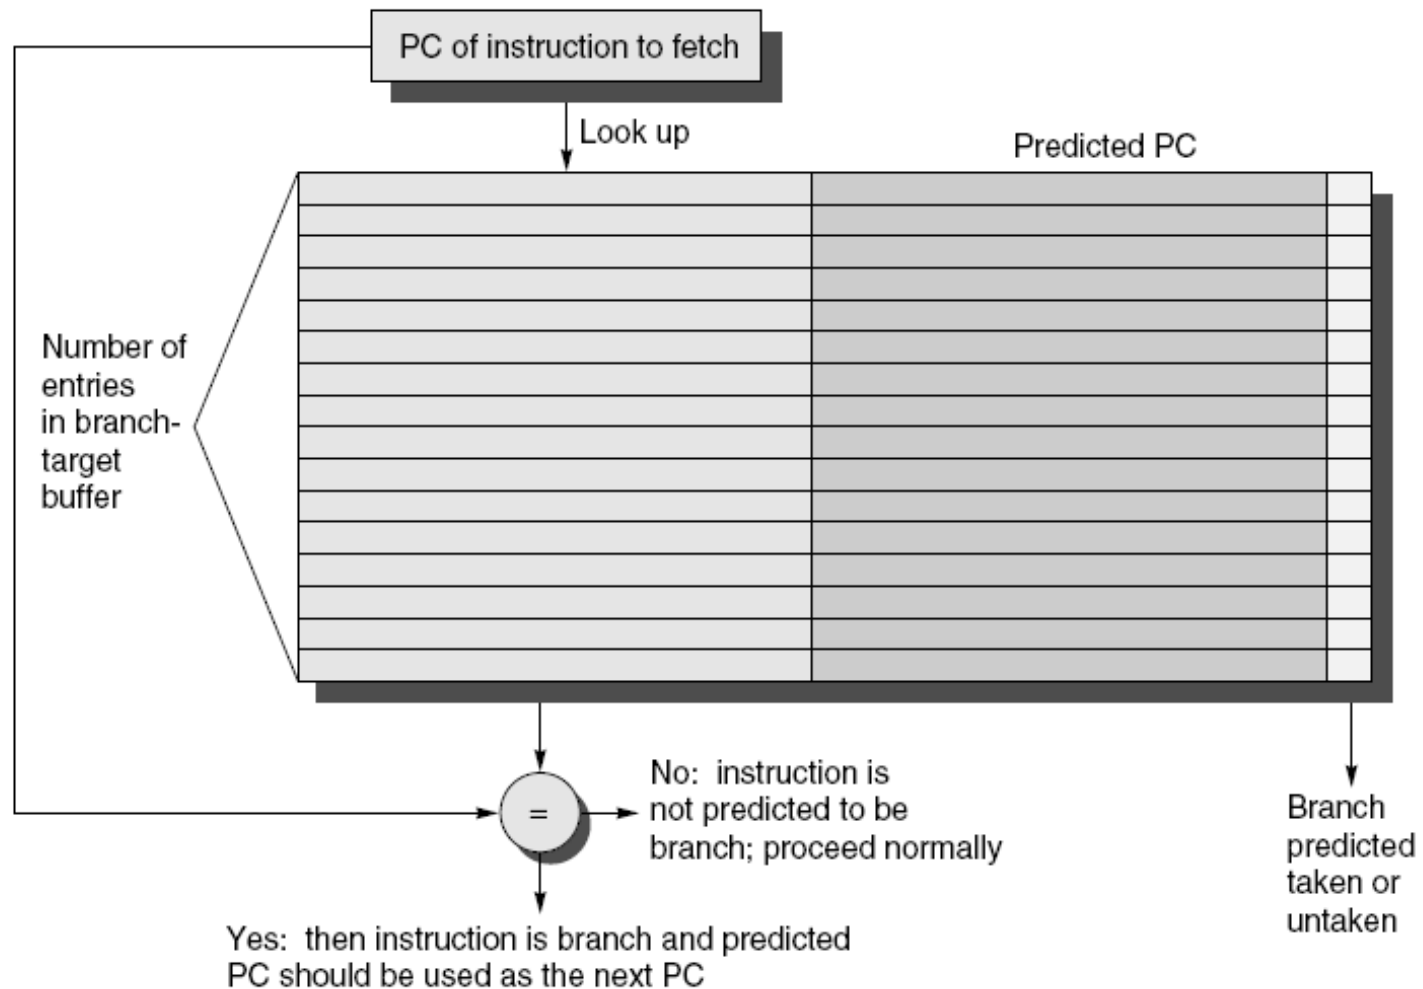 PC of instruction to fetch
Look up
Predicted PC
Number of
entries
in branch-
target
buffer
=
No: instruction is
not predicted to be
branch; proceed normally
Branch
predicted
taken or
untaken
Yes: then instruction is branch and predicted
PC should be used as the next PC